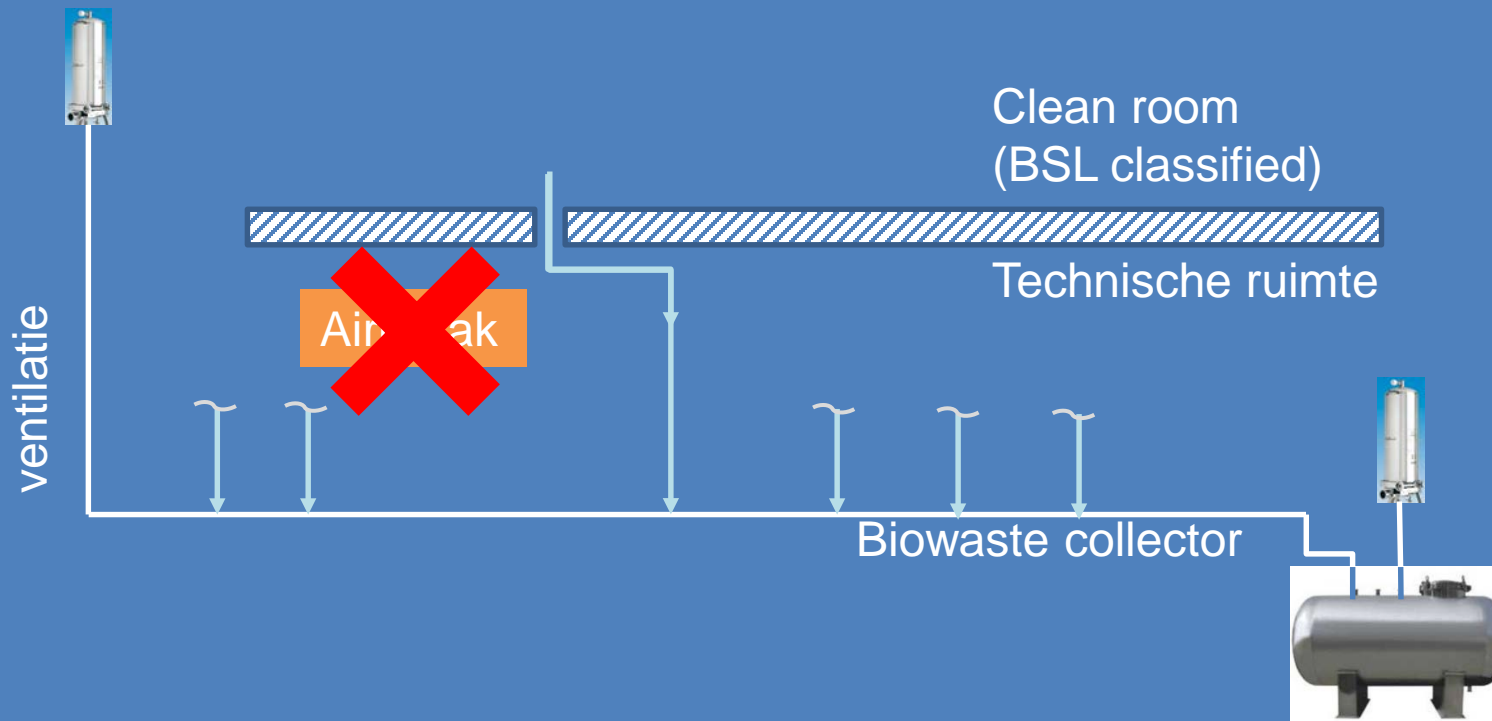 Clean room
(BSL classified)
Technische ruimte
ventilatie
Biowaste collector